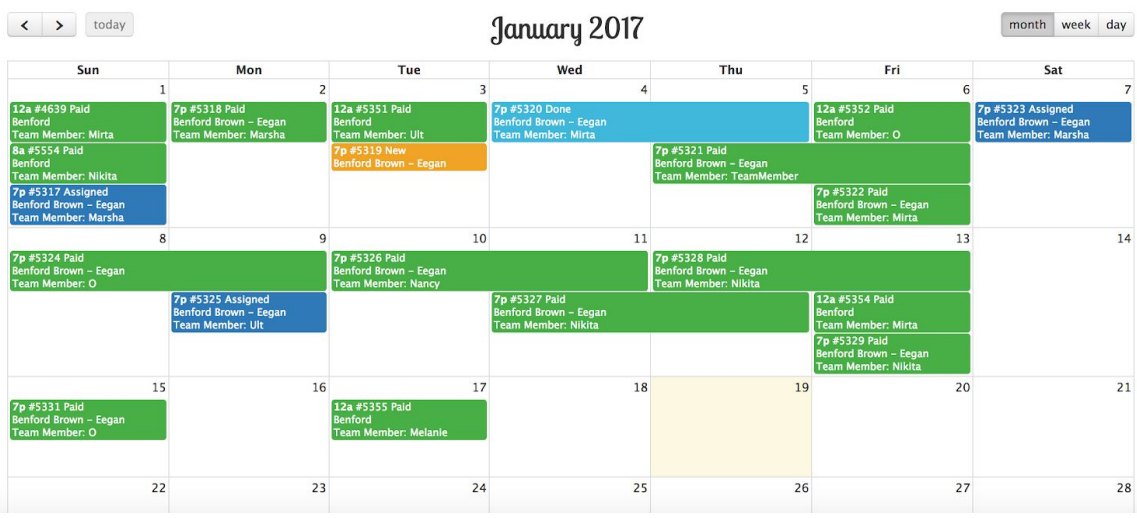 today
January 2017
month week day
Sun Mon Tue Wed Thu Fri Sat
1 2 3 4 5 6 7
12a #4639 Paid
Benford
Team Member: Mirta
8a #5554 Paid
Benford
Team Member: Nikita
7p #5317 Assigned
Benford Brown – Eegan
Team Member: Marsha
7p #5318 Paid
Benford Brown – Eegan
Team Member: Marsha
12a #5351 Paid
Benford
Team Member: Ult
7p #5319 New
Benford Brown – Eegan
7p #5320 Done
Benford Brown – Eegan
Team Member: Mirta
7p #5321 Paid
Benford Brown – Eegan
Team Member: TeamMember
12a #5352 Paid
Benford
Team Member: O
7p #5322 Paid
Benford Brown – Eegan
Team Member: Mirta
7p #5323 Assigned
Benford Brown – Eegan
Team Member: Marsha
8 9 10 11 12 13 14
7p #5324 Paid
Benford Brown – Eegan
Team Member: O
7p #5325 Assigned
Benford Brown – Eegan
Team Member: Ult
7p #5326 Paid
Benford Brown – Eegan
Team Member: Nancy
7p #5327 Paid
Benford Brown – Eegan
Team Member: Nikita
7p #5328 Paid
Benford Brown – Eegan
Team Member: Nikita
12a #5354 Paid
Benford
Team Member: Mirta
7p #5329 Paid
Benford Brown – Eegan
Team Member: Nikita
15 16 17 18 19 20 21
7p #5331 Paid
Benford Brown – Eegan
Team Member: O
12a #5355 Paid
Benford
Team Member: Melanie
22 23 24 25 26 27 28